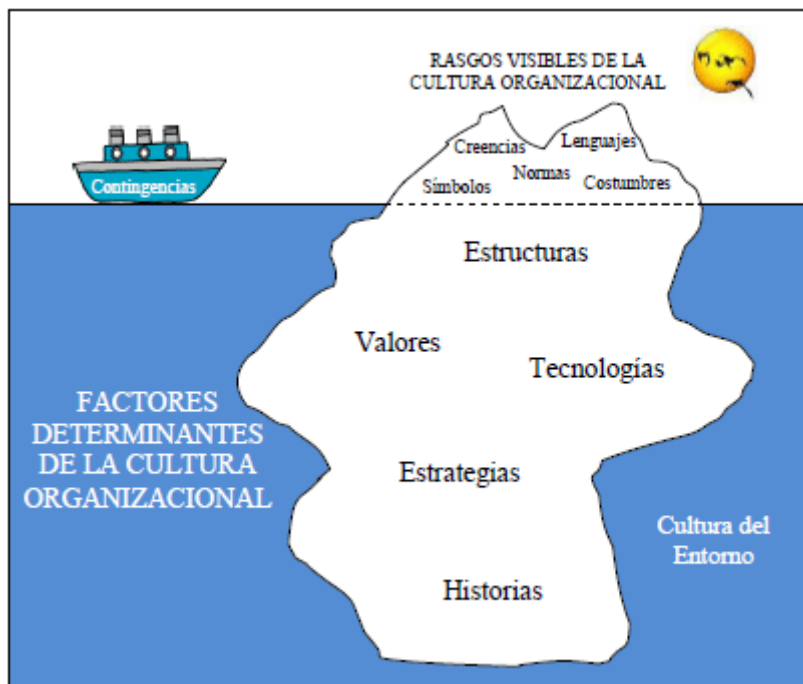 RASGOS VISIBLES DE LA
CULTURA ORGANIZACIONAL
Creencias
Lenguajes
Normas
Símbolos
Costumbres
Contingencias
Estructuras
Valores
Tecnologías
FACTORES
DETERMINANTES
DE LA CULTURA
ORGANIZACIONAL
Estrategias
Cultura del
Entorno
Historias